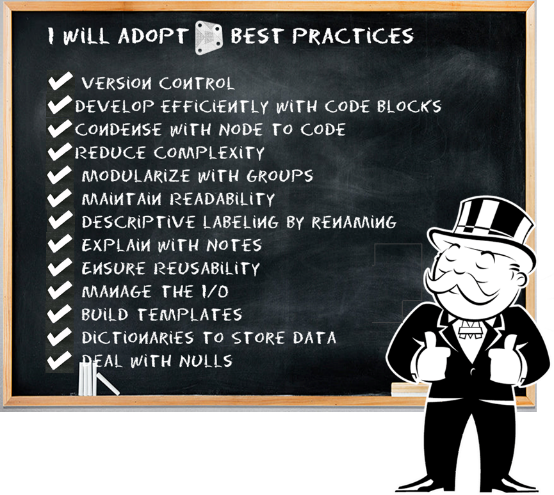 I WILL ADOPT BEST PRACTICES
VERSION CONTROL
DEVELOP EFFICIENTLY WITH CODE BLOCKS
CONDENSE WITH NODE TO CODE
REDUCE COMPLEXITY
MODULARIZE WITH GROUPS
MAINTAIN READABILITY
DESCRIPTIVE LABELING BY RENAMING
EXPLAIN WITH NOTES
ENSURE REUSABILITY
MANAGE THE I/O
BUILD TEMPLATES
DICTIONARIES TO STORE DATA
DEAL WITH NULLS